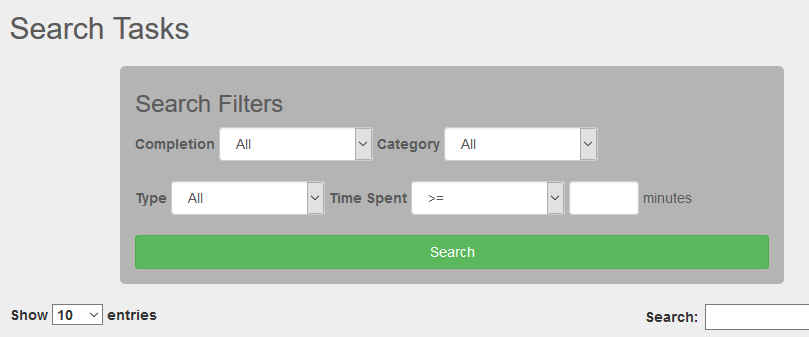 Search Tasks
Search Filters
Completion All Category All
Type All Time Spent >= minutes
Search
Show 10 entries Search: